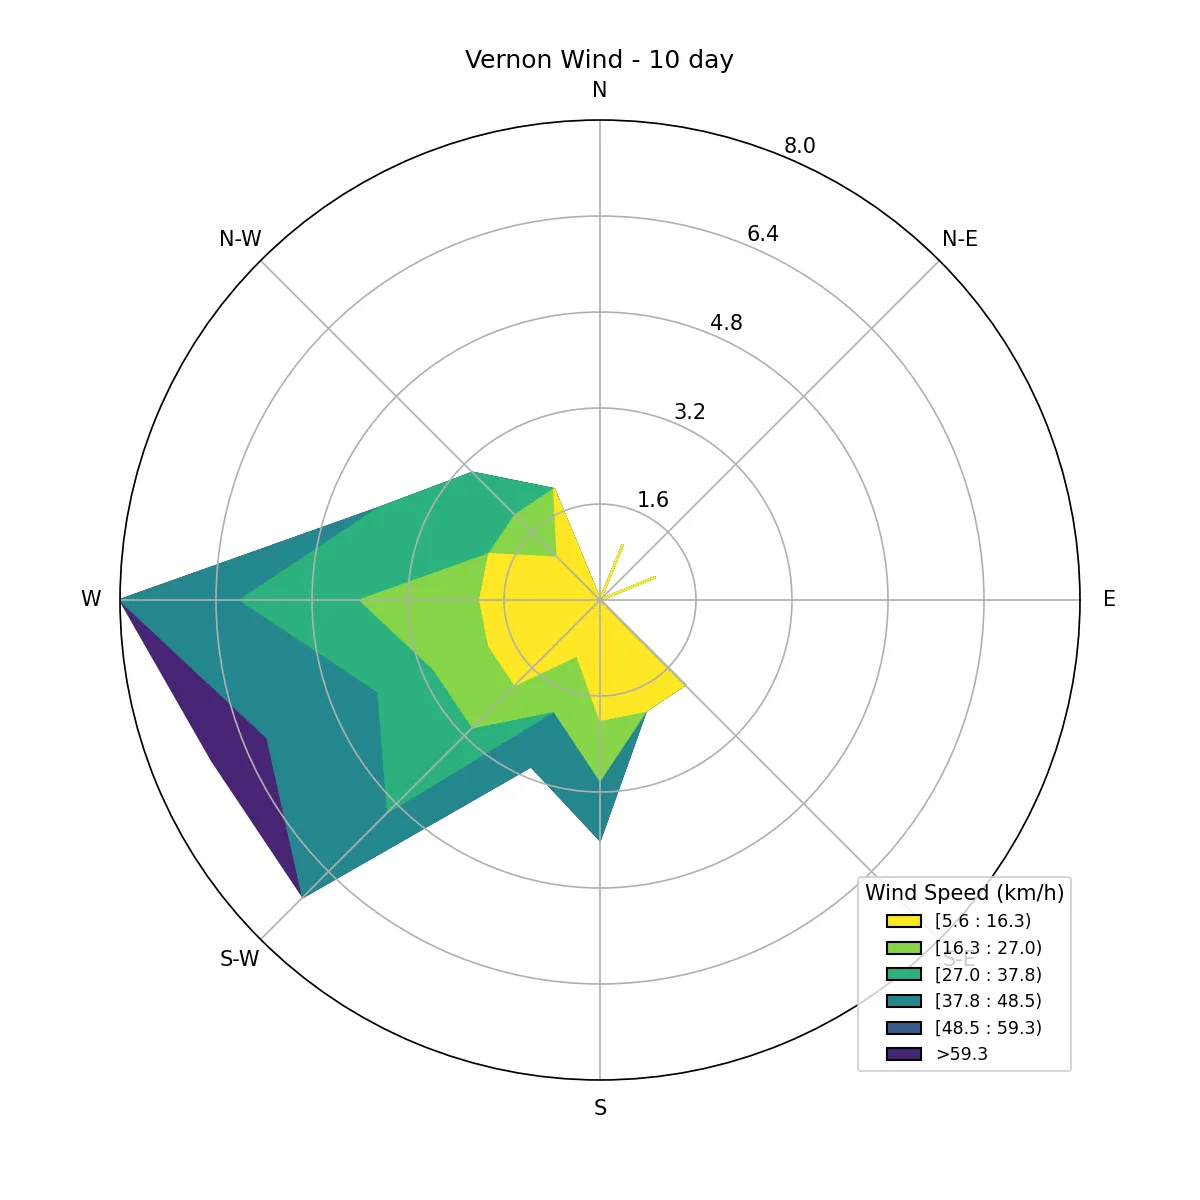 Vernon Wind - 10 day
N
8.0
N-W
6.4
N-E
4.8
3.2
1.6
W
E
Wind Speed (km/h)
[5.6 : 16.3)
[16.3 : 27.0)
S-W
S-E
[27.0 : 37.8)
[37.8 : 48.5)
[48.5 : 59.3)
>59.3
S